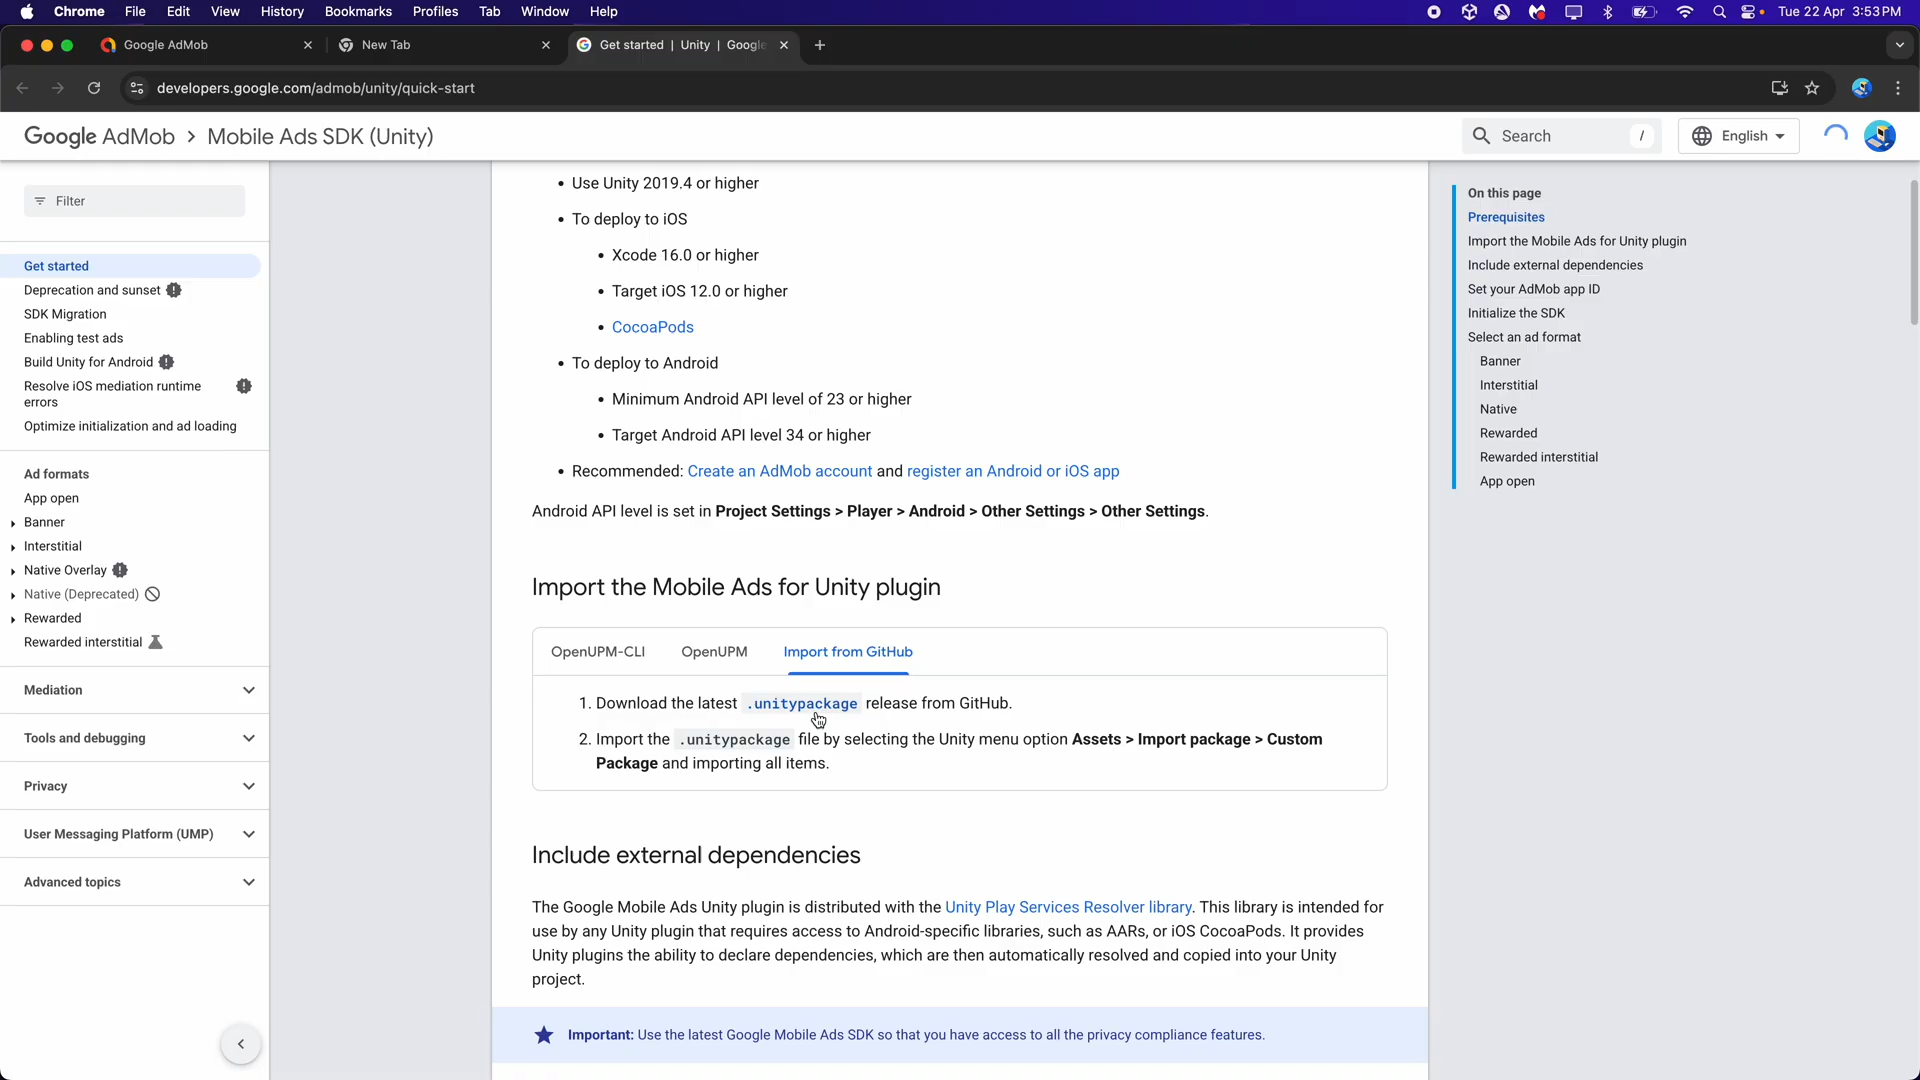 Chrome File Edit View History Bookmarks Profiles Tab Window Help Tue 22 Apr 3:53 PM
Google AdMob New Tab Get started | Unity | Google
developers.google.com/admob/unity/quick-start
Google AdMob > Mobile Ads SDK (Unity) Search / English
Filter
Get started
Deprecation and sunset
SDK Migration
Enabling test ads
Build Unity for Android
Resolve iOS mediation runtime
errors
Optimize initialization and ad loading
Ad formats
App open
Banner
Interstitial
Native Overlay
Native (Deprecated)
Rewarded
Rewarded interstitial
Mediation
Tools and debugging
Privacy
User Messaging Platform (UMP)
Advanced topics
• Use Unity 2019.4 or higher
• To deploy to iOS
• Xcode 16.0 or higher
• Target iOS 12.0 or higher
• CocoaPods
• To deploy to Android
• Minimum Android API level of 23 or higher
• Target Android API level 34 or higher
• Recommended: Create an AdMob account and register an Android or iOS app
Android API level is set in Project Settings > Player > Android > Other Settings > Other Settings.
Import the Mobile Ads for Unity plugin
OpenUPM-CLI OpenUPM Import from GitHub
1. Download the latest .unitypackage release from GitHub.
2. Import the .unitypackage file by selecting the Unity menu option Assets > Import package > Custom
Package and importing all items.
Include external dependencies
The Google Mobile Ads Unity plugin is distributed with the Unity Play Services Resolver library. This library is intended for
use by any Unity plugin that requires access to Android-specific libraries, such as AARs, or iOS CocoaPods. It provides
Unity plugins the ability to declare dependencies, which are then automatically resolved and copied into your Unity
project.
Important: Use the latest Google Mobile Ads SDK so that you have access to all the privacy compliance features.
On this page
Prerequisites
Import the Mobile Ads for Unity plugin
Include external dependencies
Set your AdMob app ID
Initialize the SDK
Select an ad format
Banner
Interstitial
Native
Rewarded
Rewarded interstitial
App open